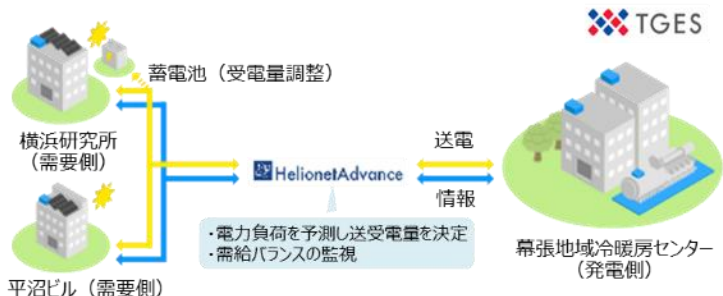 TGES
蓄電池（受電量調整）
横浜研究所
（需要側）
HelionetAdvance
送電
情報
・電力負荷を予測し送受電量を決定
・需給バランスの監視
幕張地域冷暖房センター
（発電側）
平沼ビル（需要側）